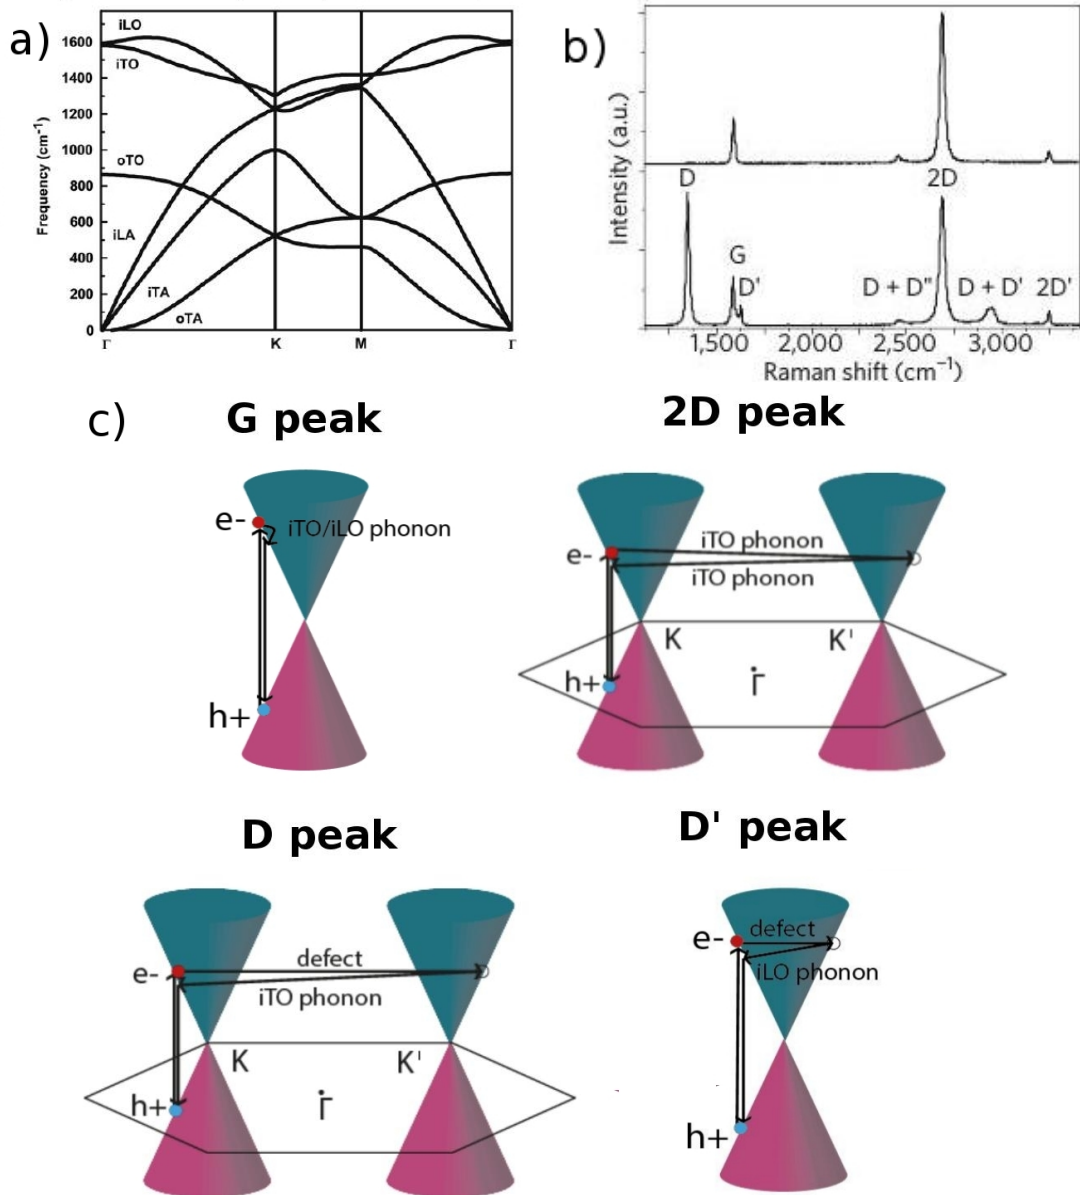 a)
iLO
iTO
oTO
iLA
iTA
oTA
Frequency (cm⁻¹)
1600
1400
1200
1000
800
600
400
200
0
Γ
K
M
Γ
b)
Intensity (a.u.)
D
2D
G
D'
D + D"
D + D'
2D'
1,500
2,000
2,500
3,000
Raman shift (cm⁻¹)
c)
G peak
e-
iTO/iLO phonon
h+
2D peak
iTO phonon
e-
iTO phonon
K
K'
h+
Γ
D peak
defect
e-
iTO phonon
K
K'
h+
Γ
D' peak
defect
e-
iLO phonon
h+